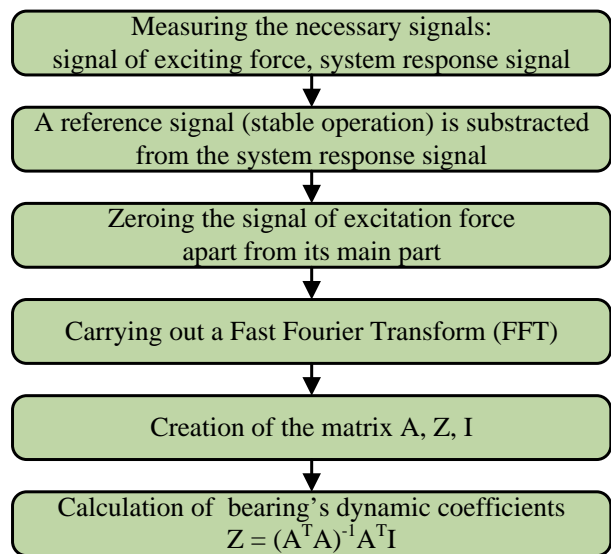 Measuring the necessary signals:
signal of exciting force, system response signal
A reference signal (stable operation) is substracted
from the system response signal
Zeroing the signal of excitation force
apart from its main part
Carrying out a Fast Fourier Transform (FFT)
Creation of the matrix A, Z, I
Calculation of bearing's dynamic coefficients
Z = (AᵀA)⁻¹AᵀI